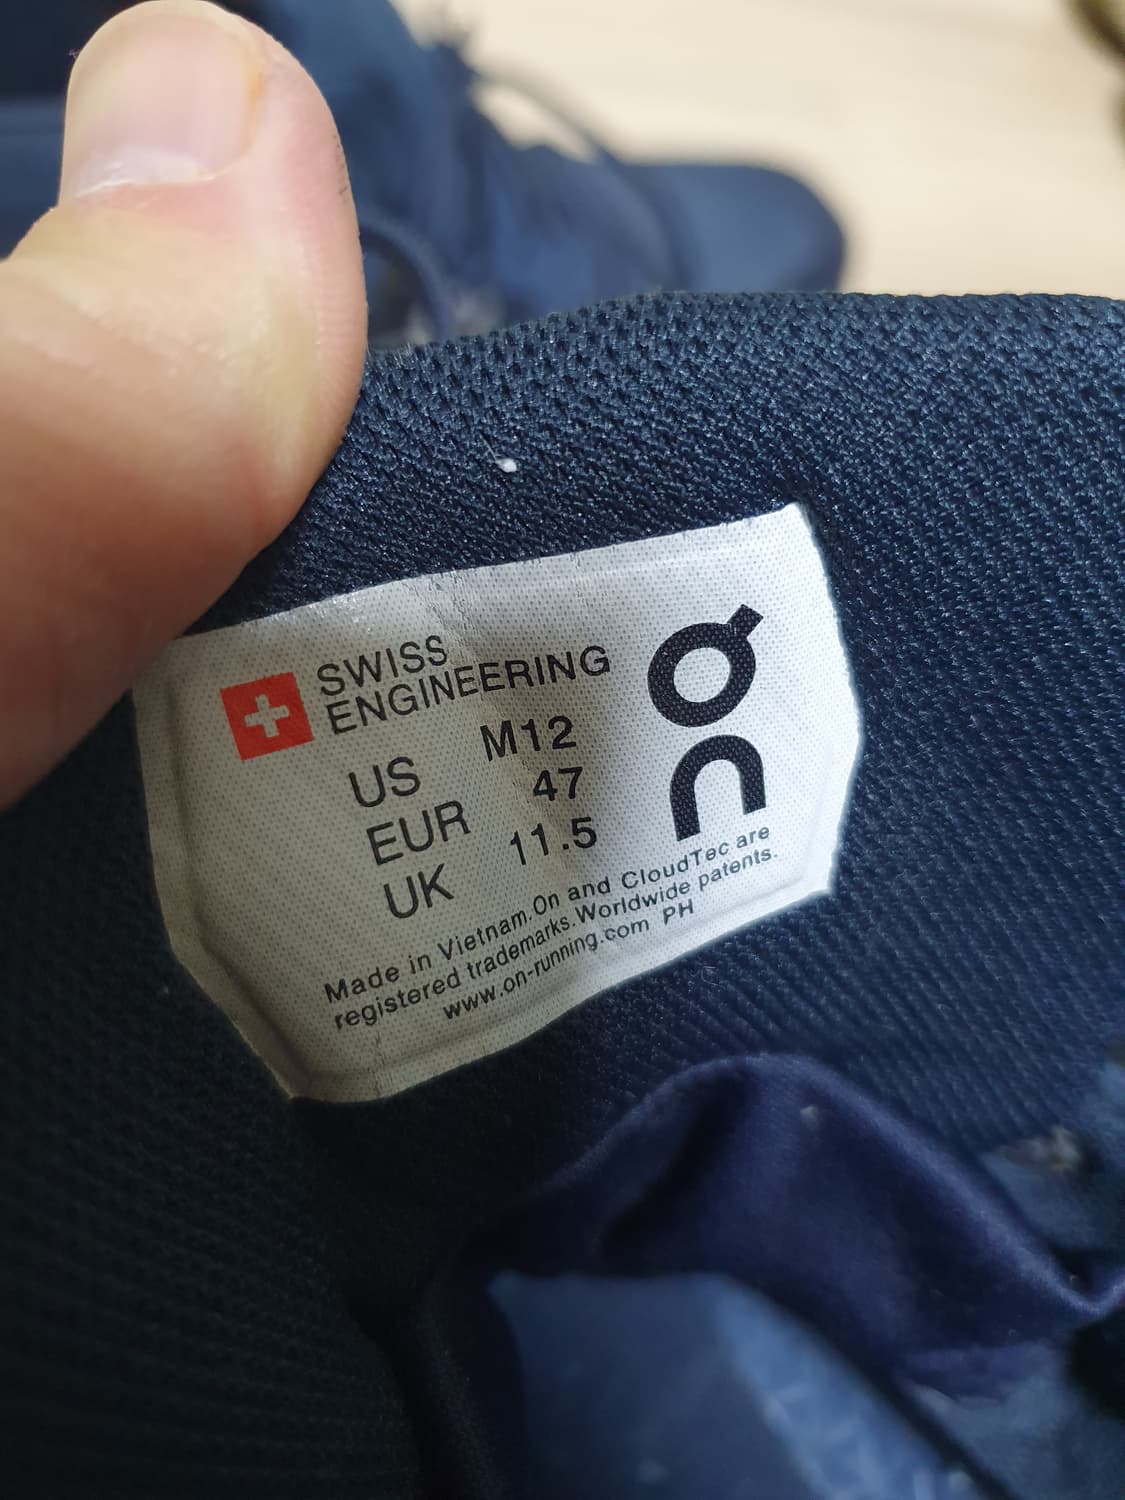 SWISS
ENGINEERING
US M12
EUR 47
UK 11.5
On
Made in Vietnam. On and CloudTec are
registered trademarks. Worldwide patents.
www.on-running.com PH